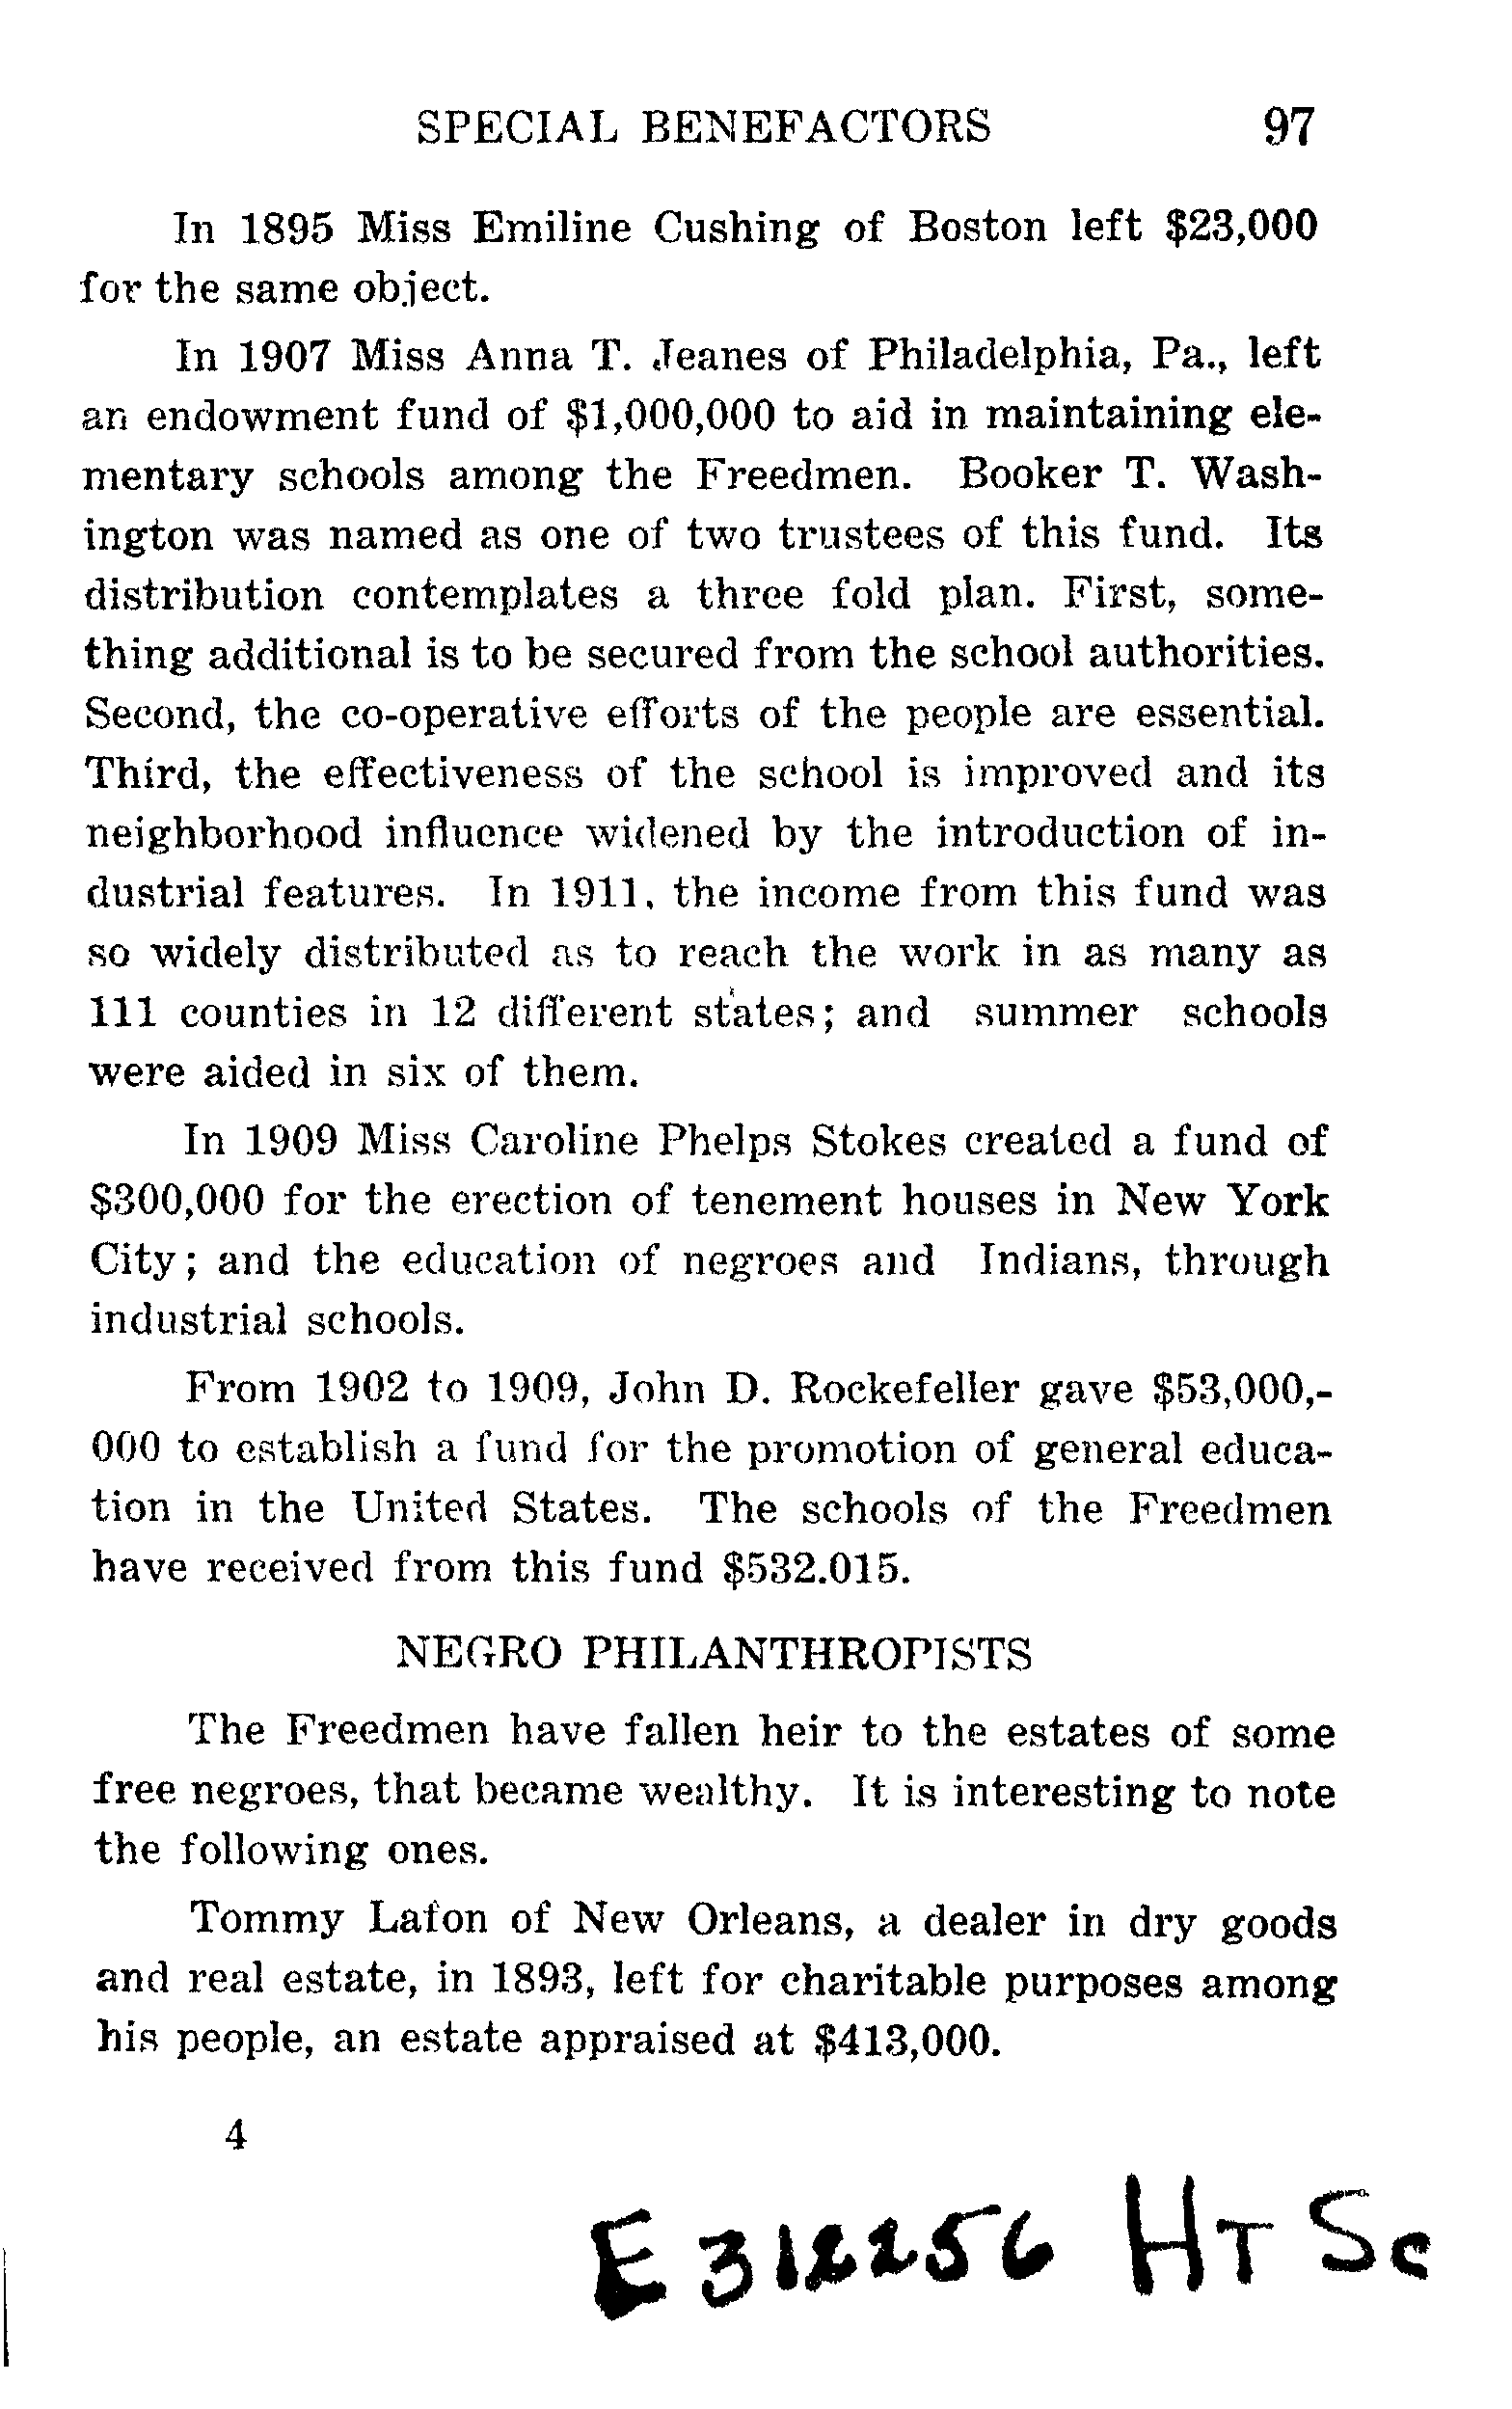 SPECIAL BENEFACTORS 97
In 1895 Miss Emiline Cushing of Boston left $23,000
for the same object.
In 1907 Miss Anna T. Jeanes of Philadelphia, Pa., left
an endowment fund of $1,000,000 to aid in maintaining ele-
mentary schools among the Freedmen. Booker T. Wash-
ington was named as one of two trustees of this fund. Its
distribution contemplates a three fold plan. First, some-
thing additional is to be secured from the school authorities.
Second, the co-operative efforts of the people are essential.
Third, the effectiveness of the school is improved and its
neighborhood influence widened by the introduction of in-
dustrial features. In 1911, the income from this fund was
so widely distributed as to reach the work in as many as
111 counties in 12 different states; and summer schools
were aided in six of them.
In 1909 Miss Caroline Phelps Stokes created a fund of
$300,000 for the erection of tenement houses in New York
City; and the education of negroes and Indians, through
industrial schools.
From 1902 to 1909, John D. Rockefeller gave $53,000,-
000 to establish a fund for the promotion of general educa-
tion in the United States. The schools of the Freedmen
have received from this fund $532.015.
NEGRO PHILANTHROPISTS
The Freedmen have fallen heir to the estates of some
free negroes, that became wealthy. It is interesting to note
the following ones.
Tommy Lafon of New Orleans, a dealer in dry goods
and real estate, in 1893, left for charitable purposes among
his people, an estate appraised at $413,000.
4
E 312256 HT Sc